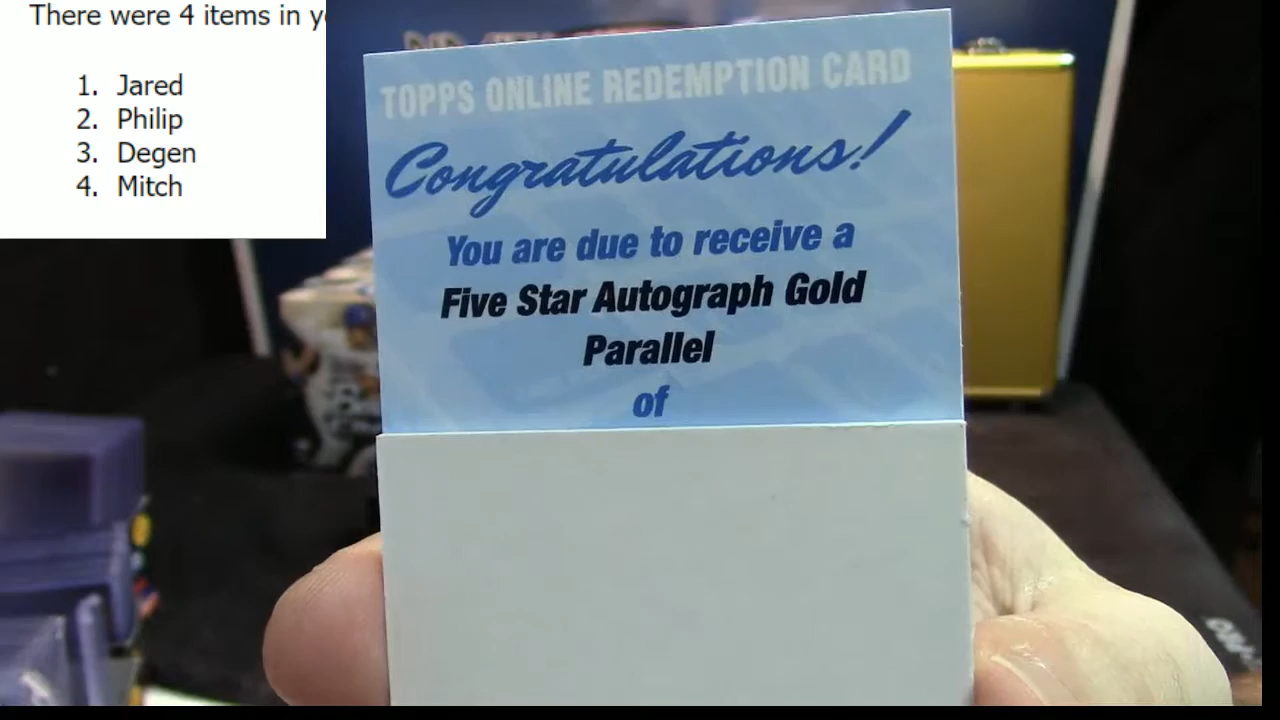 There were 4 items in y
1. Jared
2. Philip
3. Degen
4. Mitch
TOPPS ONLINE REDEMPTION CARD
Congratulations!
You are due to receive a
Five Star Autograph Gold
Parallel
of